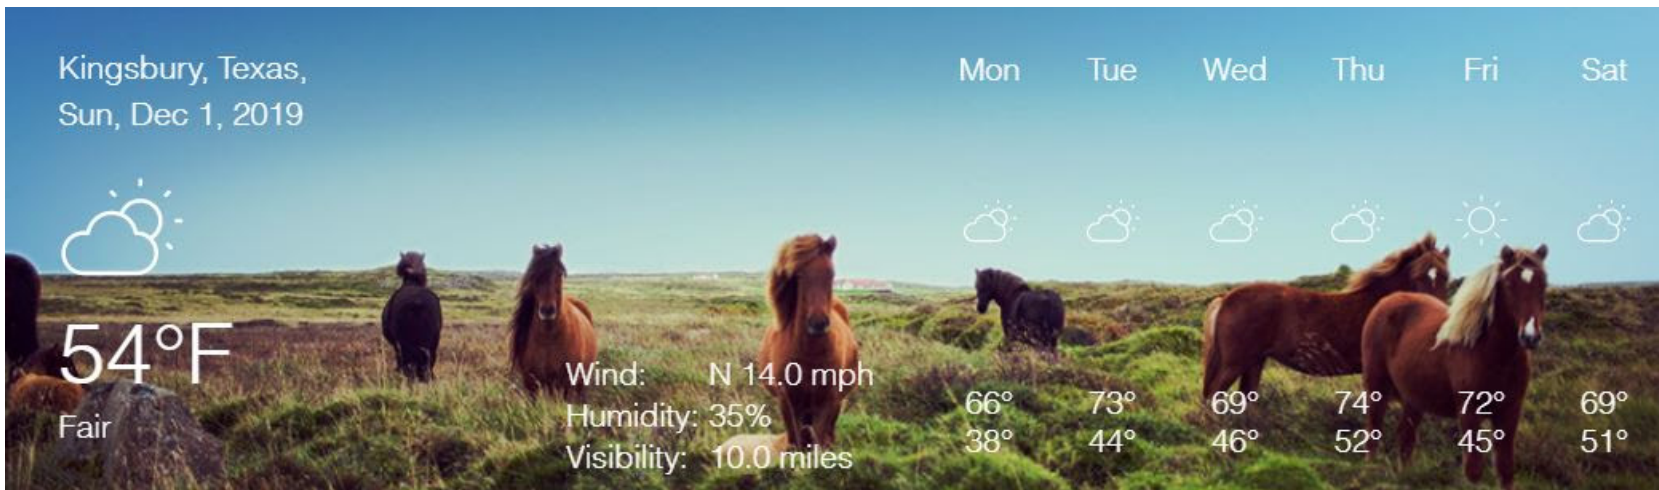 Kingsbury, Texas,
Sun, Dec 1, 2019
54°F
Fair
Wind: N 14.0 mph
Humidity: 35%
Visibility: 10.0 miles
Mon Tue Wed Thu Fri Sat
66° 73° 69° 74° 72° 69°
38° 44° 46° 52° 45° 51°